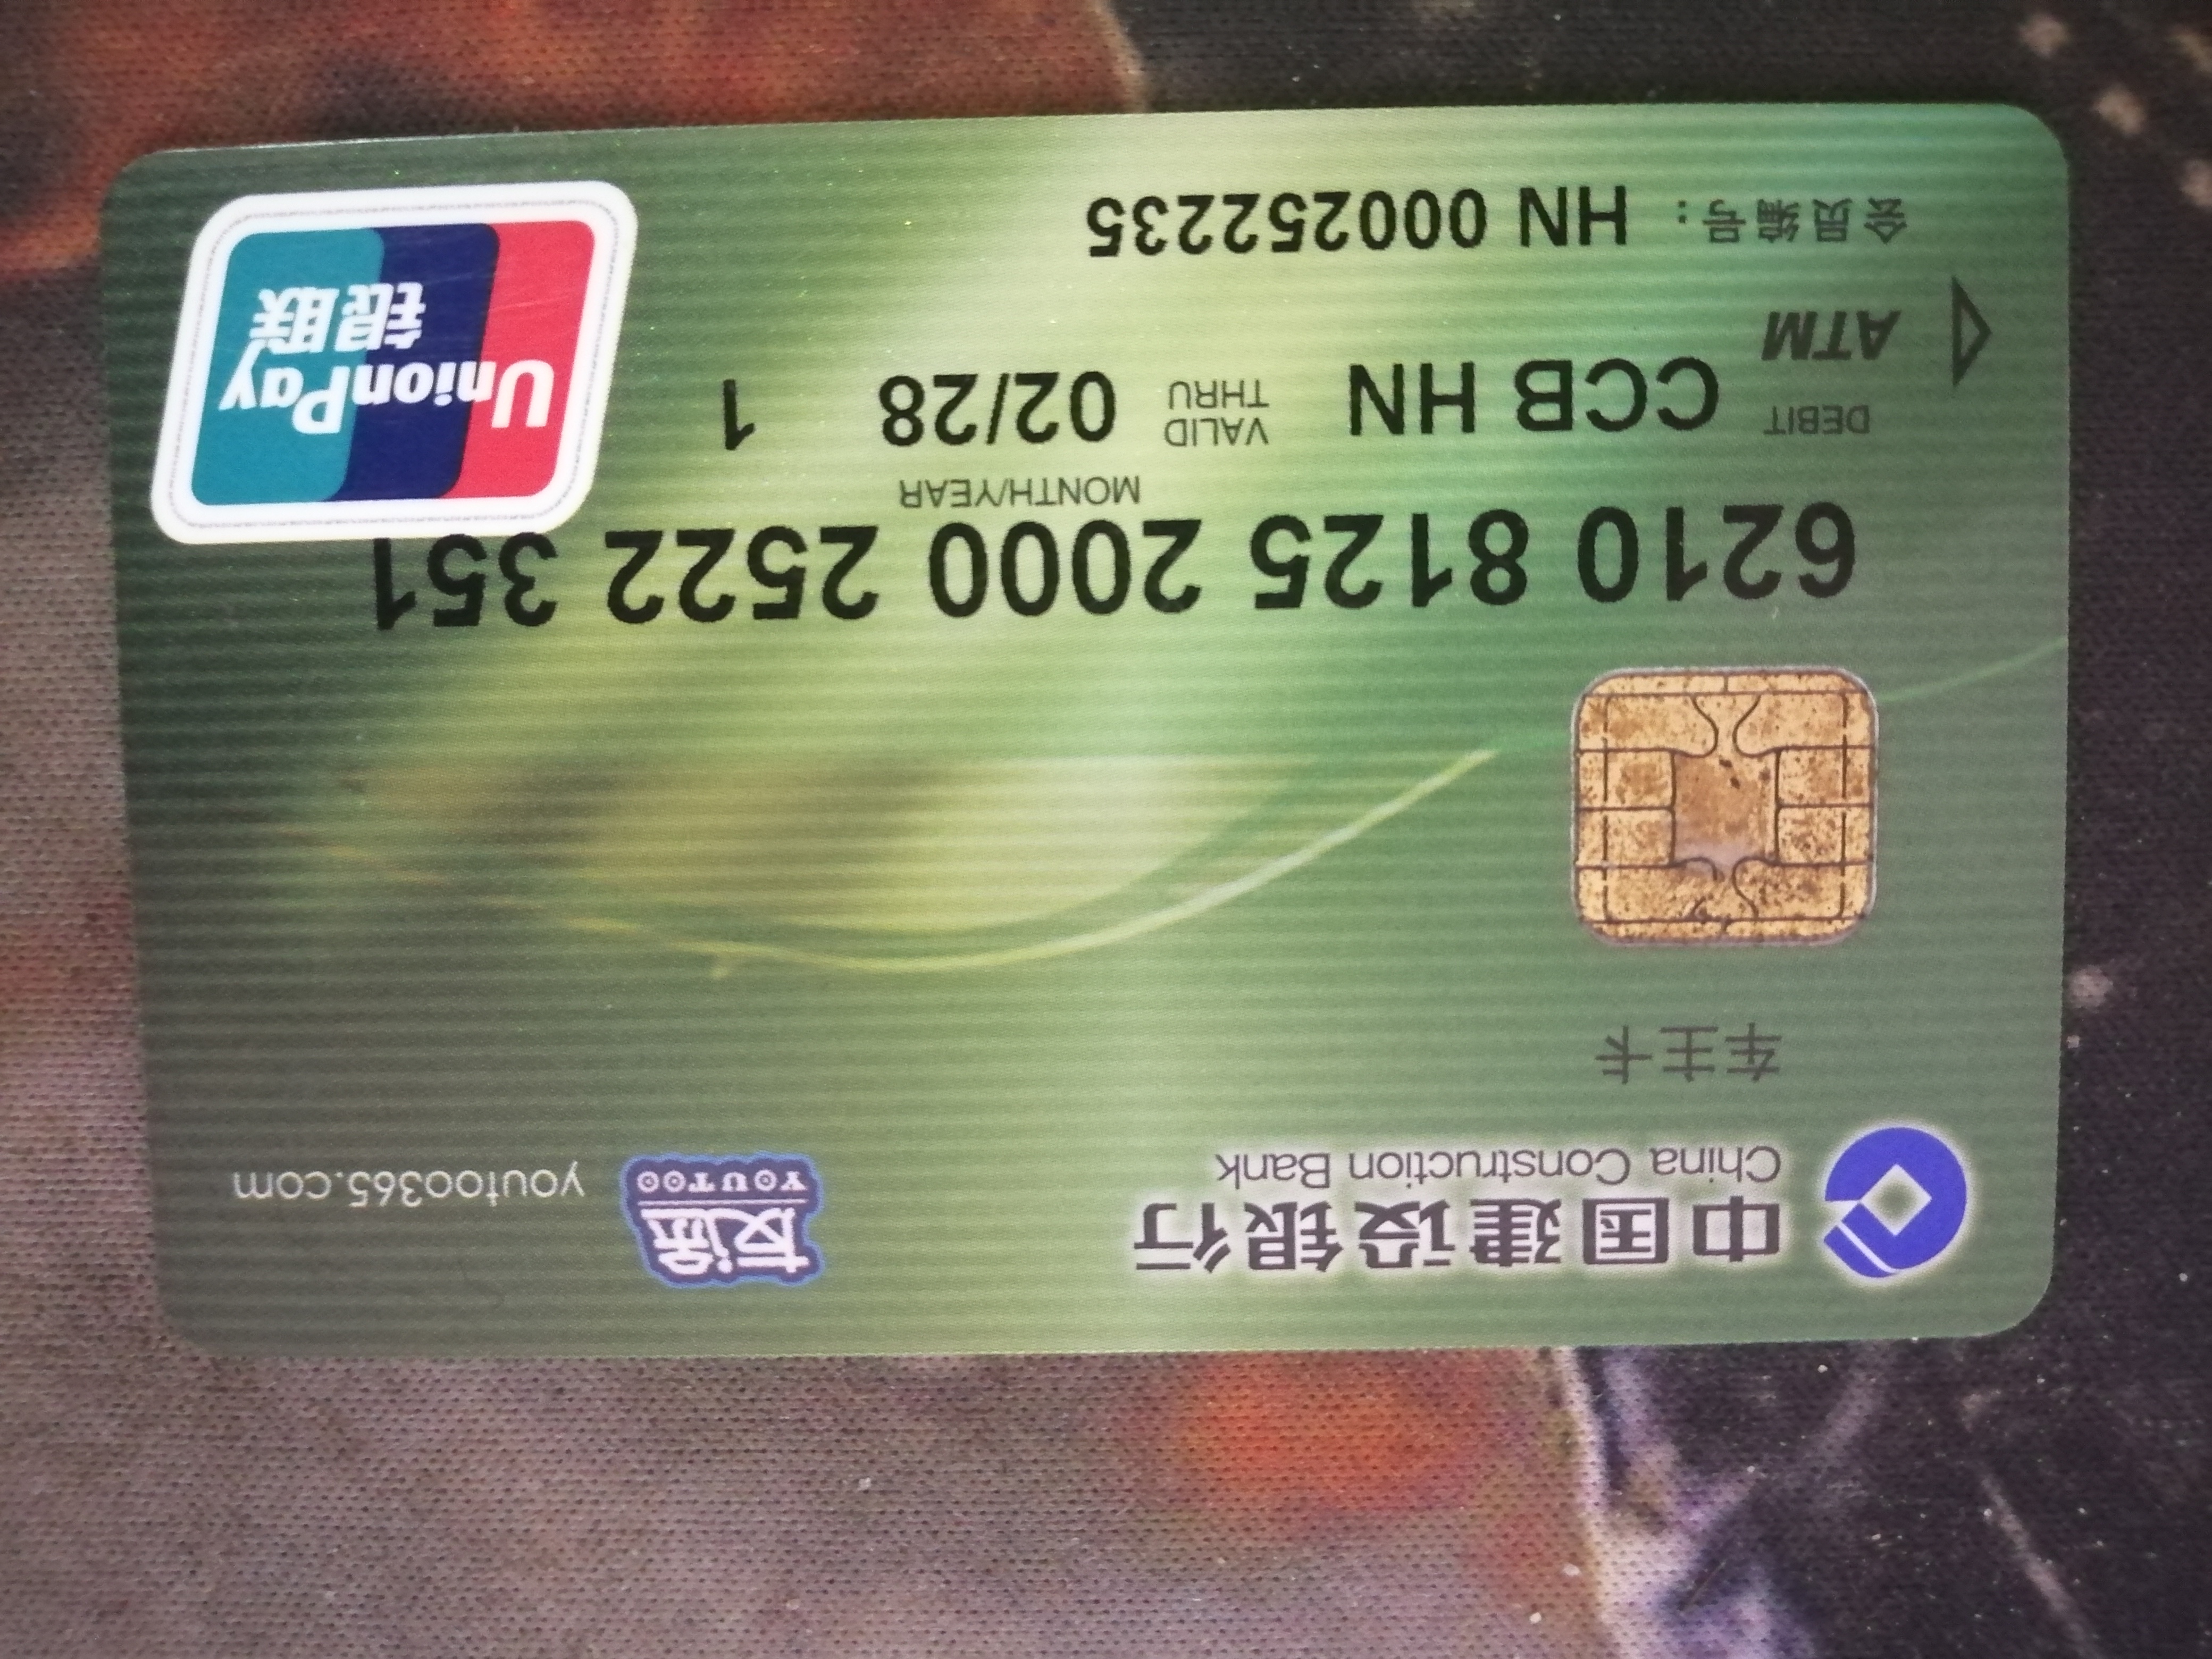 中国建设银行
China Construction Bank
友途
YOUTOO
youtoo365.com
车主卡
6210 8125 2000 2522 351
MONTH/YEAR
DEBIT
CCB HN
VALID THRU
02/28
1
ATM
会员编号：HN 000252235
UnionPay
银联